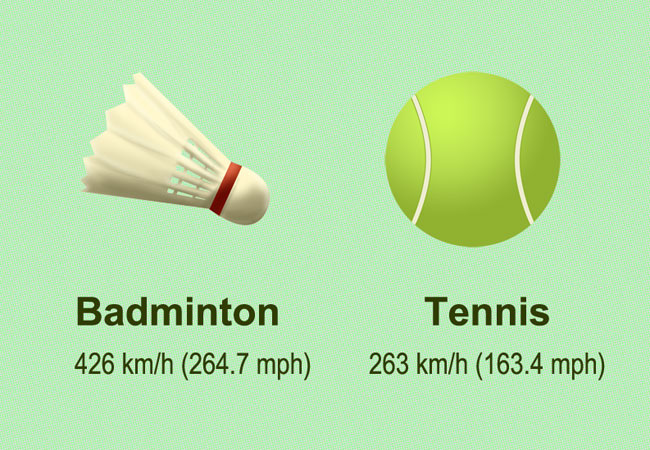 Badminton Tennis
426 km/h (264.7 mph) 263 km/h (163.4 mph)